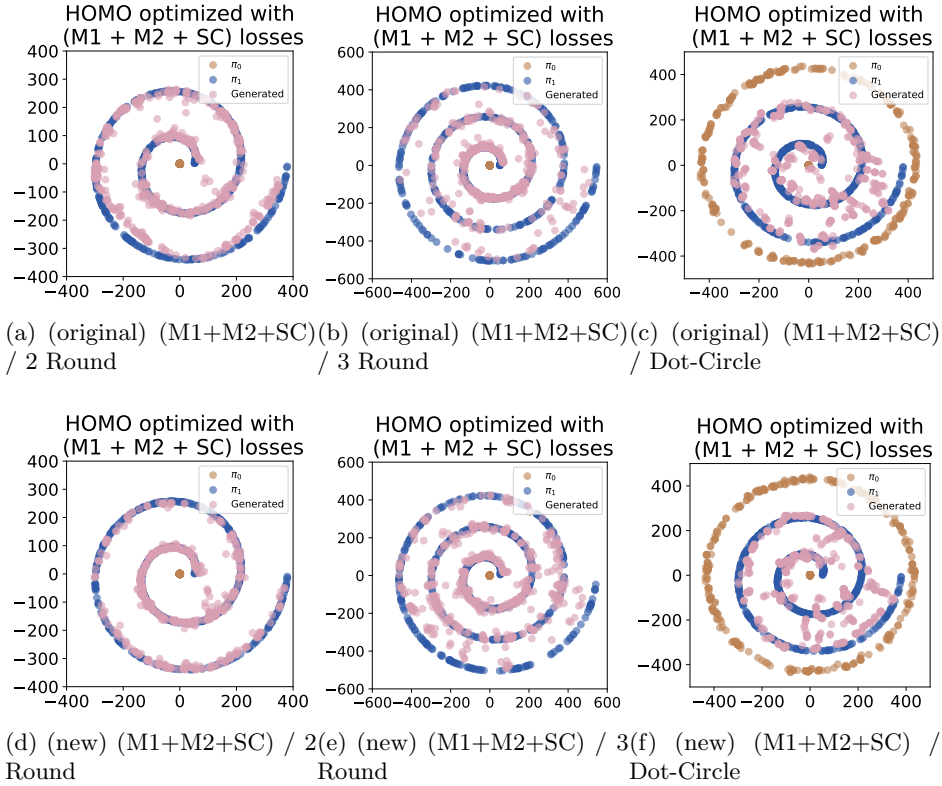 HOMO optimized with
(M1 + M2 + SC) losses
400
300
200
100
0
−100
−200
−300
−400
−400 −200 0 200 400
π0
π1
Generated
HOMO optimized with
(M1 + M2 + SC) losses
600
400
200
0
−200
−400
−600
−600 −400 −200 0 200 400 600
π0
π1
Generated
HOMO optimized with
(M1 + M2 + SC) losses
400
200
0
−200
−400
−400 −200 0 200 400
π0
π1
Generated
(a) (original) (M1+M2+SC)
/ 2 Round
(b) (original) (M1+M2+SC)
/ 3 Round
(c) (original) (M1+M2+SC)
/ Dot-Circle
HOMO optimized with
(M1 + M2 + SC) losses
400
300
200
100
0
−100
−200
−300
−400
−400 −200 0 200 400
π0
π1
Generated
HOMO optimized with
(M1 + M2 + SC) losses
600
400
200
0
−200
−400
−600
−600 −400 −200 0 200 400 600
π0
π1
Generated
HOMO optimized with
(M1 + M2 + SC) losses
400
200
0
−200
−400
−400 −200 0 200 400
π0
π1
Generated
(d) (new) (M1+M2+SC) / 2
Round
(e) (new) (M1+M2+SC) / 3
Round
(f) (new) (M1+M2+SC) /
Dot-Circle